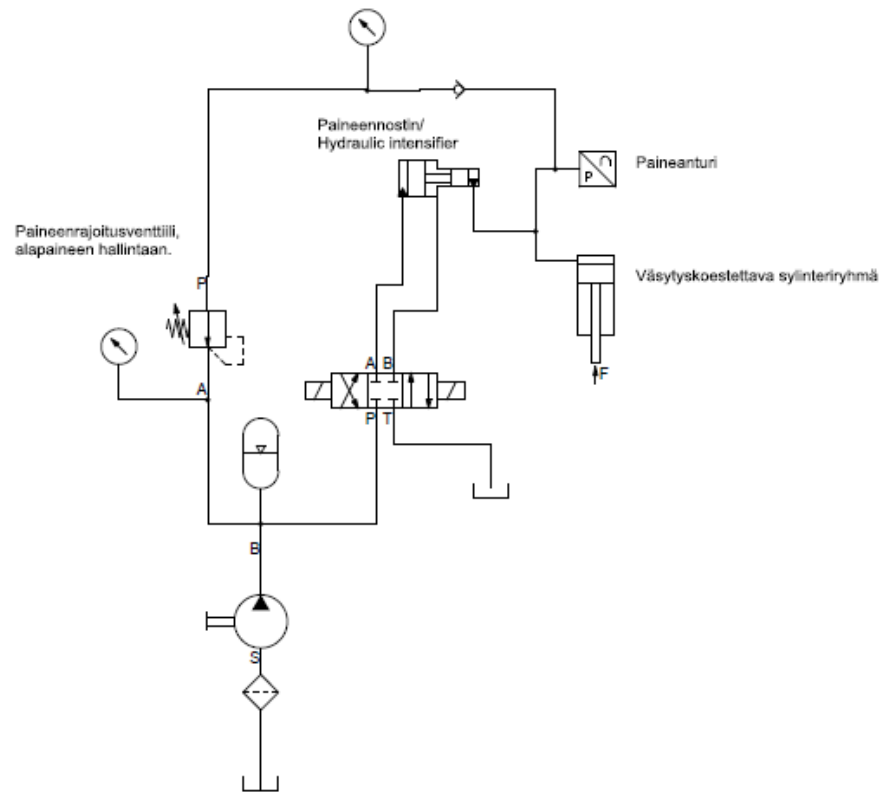 Paineennostin/
Hydraulic intensifier
P
∩
Paineanturi
Paineenrajoitusventtiili,
alapaineen hallintaan.
Väsytyskoestettava sylinteriryhmä
P
A
A B
F
P T
B
S